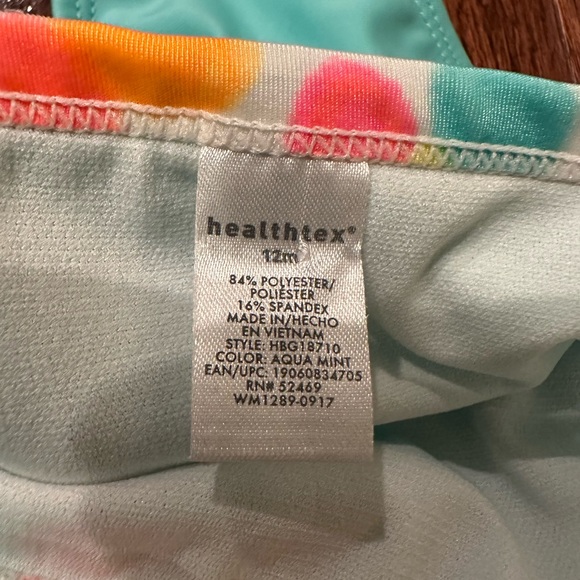 healthtex®
12m
84% POLYESTER/
POLIÉSTER
16% SPANDEX
MADE IN/HECHO
EN VIETNAM
STYLE: HBG18710
COLOR: AQUA MINT
EAN/UPC: 19060834705
RN# 52469
WM1289-0917